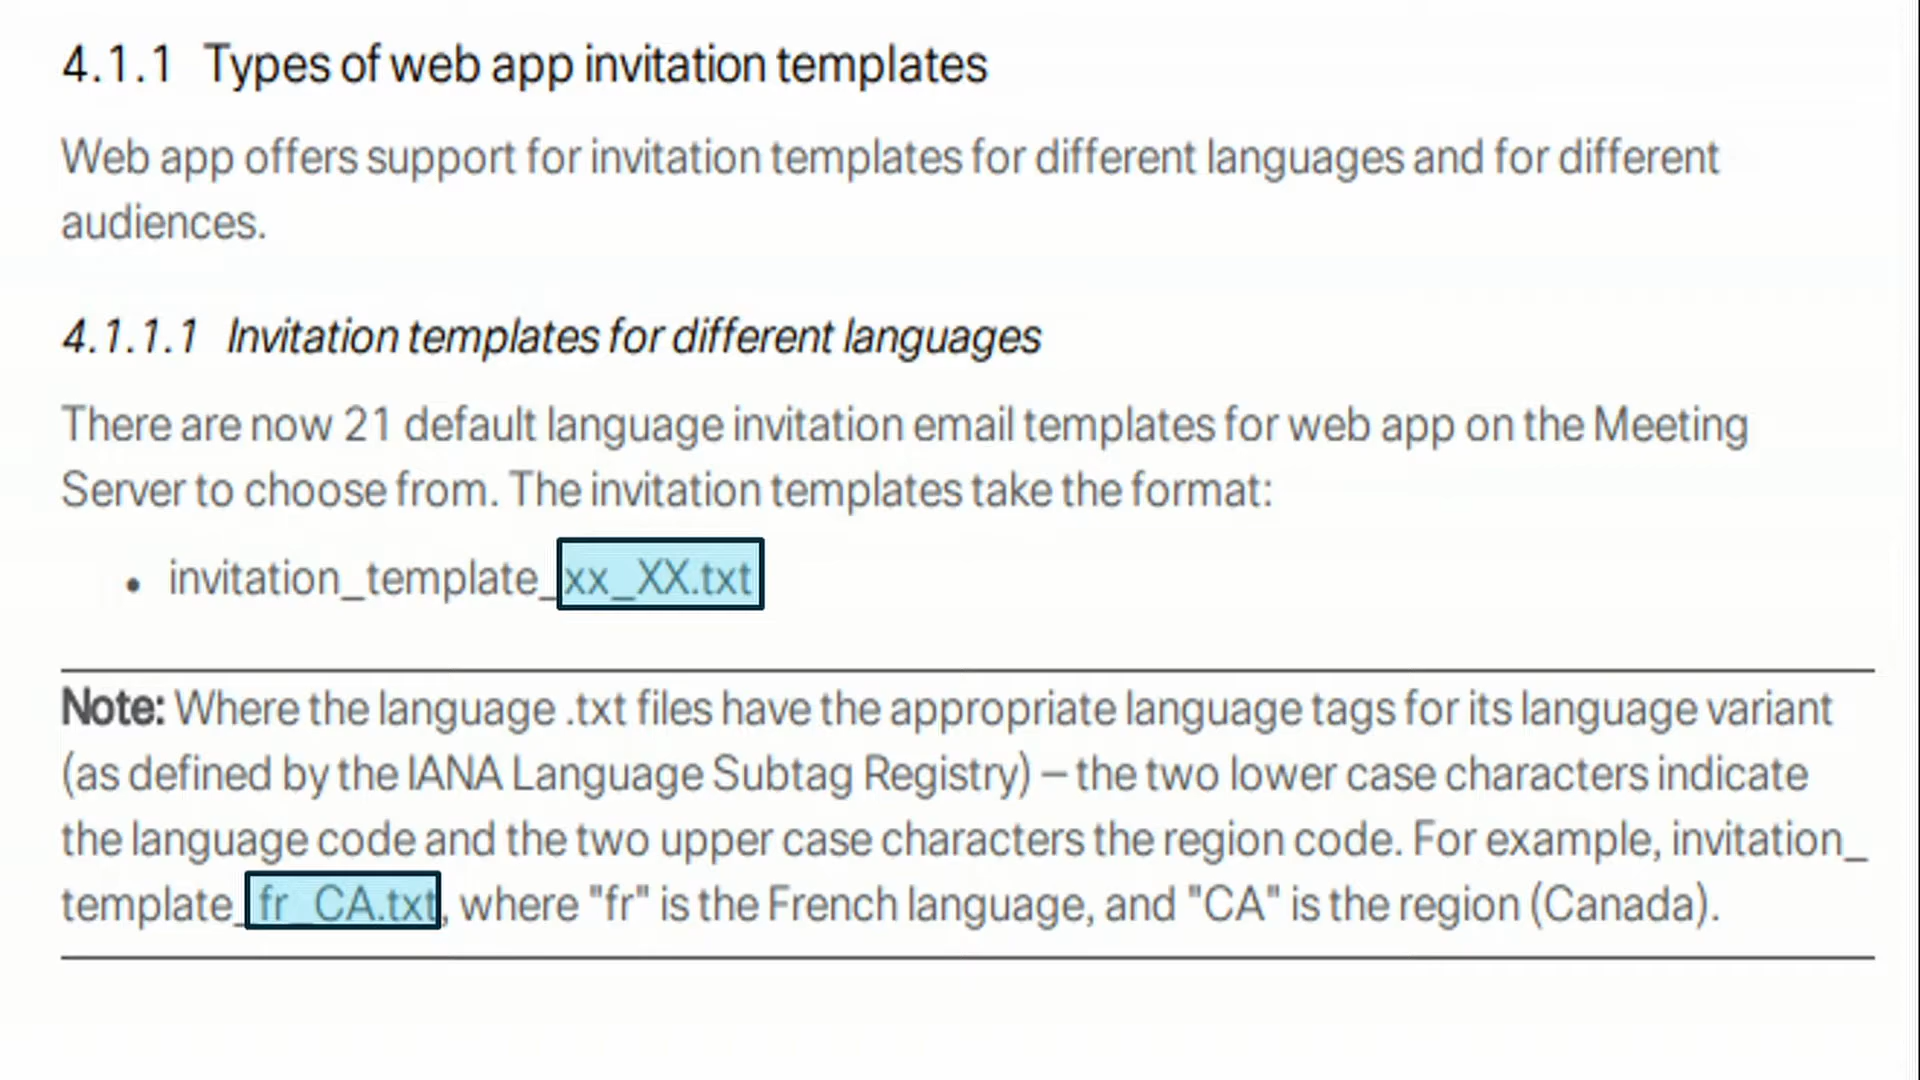 4.1.1 Types of web app invitation templates
Web app offers support for invitation templates for different languages and for different
audiences.
4.1.1.1 Invitation templates for different languages
There are now 21 default language invitation email templates for web app on the Meeting
Server to choose from. The invitation templates take the format:
• invitation_template_xx_XX.txt
Note: Where the language .txt files have the appropriate language tags for its language variant
(as defined by the IANA Language Subtag Registry) – the two lower case characters indicate
the language code and the two upper case characters the region code. For example, invitation_
template_fr_CA.txt, where "fr" is the French language, and "CA" is the region (Canada).